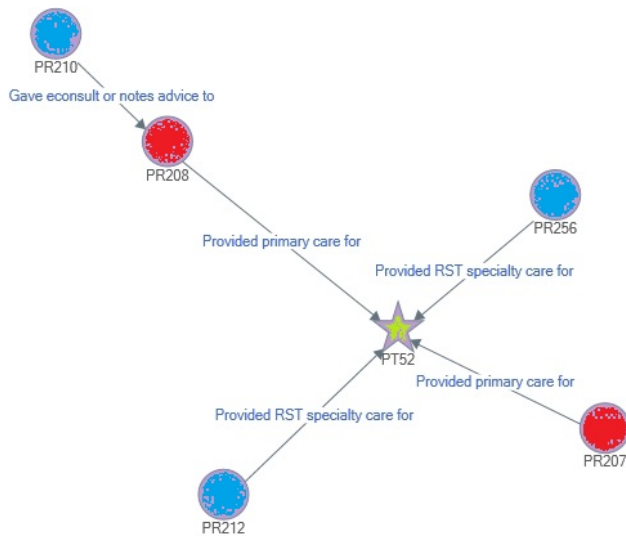 PR210
Gave econsult or notes advice to
PR208
PR256
Provided primary care for
Provided RST specialty care for
PT52
Provided primary care for
Provided RST specialty care for
PR207
PR212